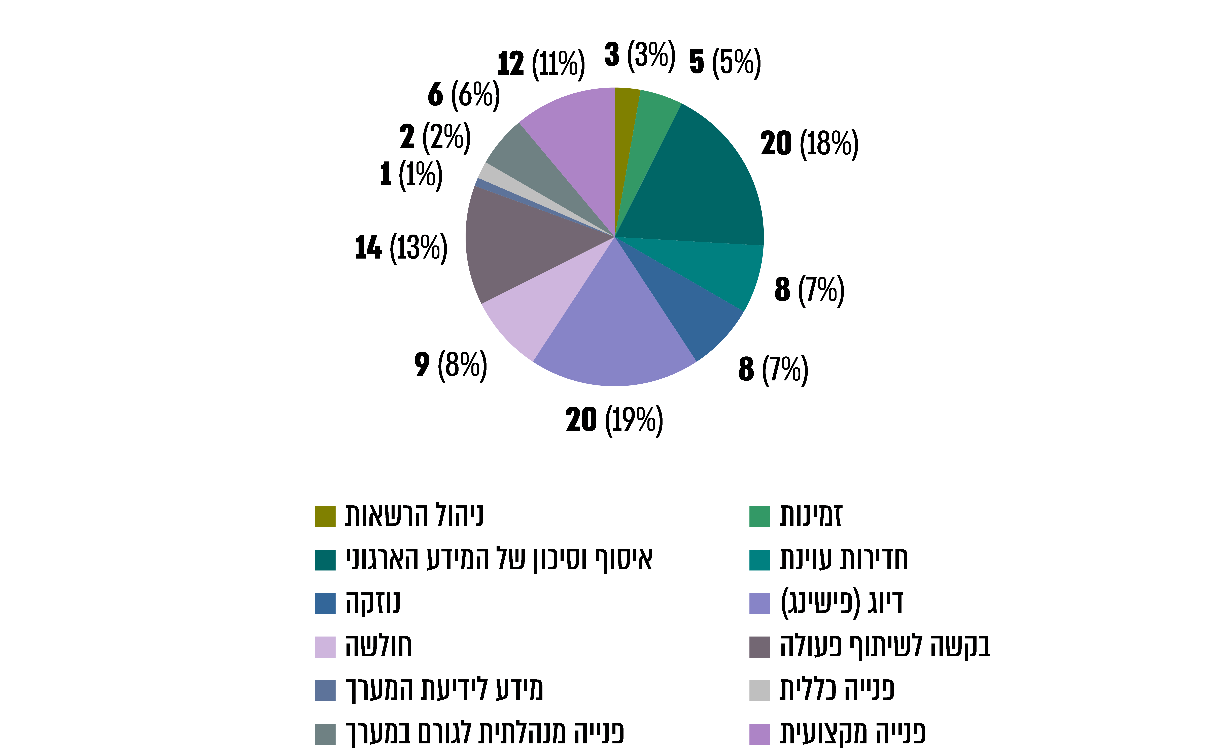 12 (11%)
3 (3%)
5 (5%)
6 (6%)
2 (2%)
20 (18%)
1 (1%)
14 (13%)
8 (7%)
9 (8%)
8 (7%)
20 (19%)
זמינות
ניהול הרשאות
חדירות עוינת
איסוף וסיכון של המידע הארגוני
דיוג (פישינג)
נוזקה
בקשה לשיתוף פעולה
חולשה
פנייה כללית
מידע לידיעת המערך
פנייה מקצועית
פנייה מנהלתית לגורם במערך